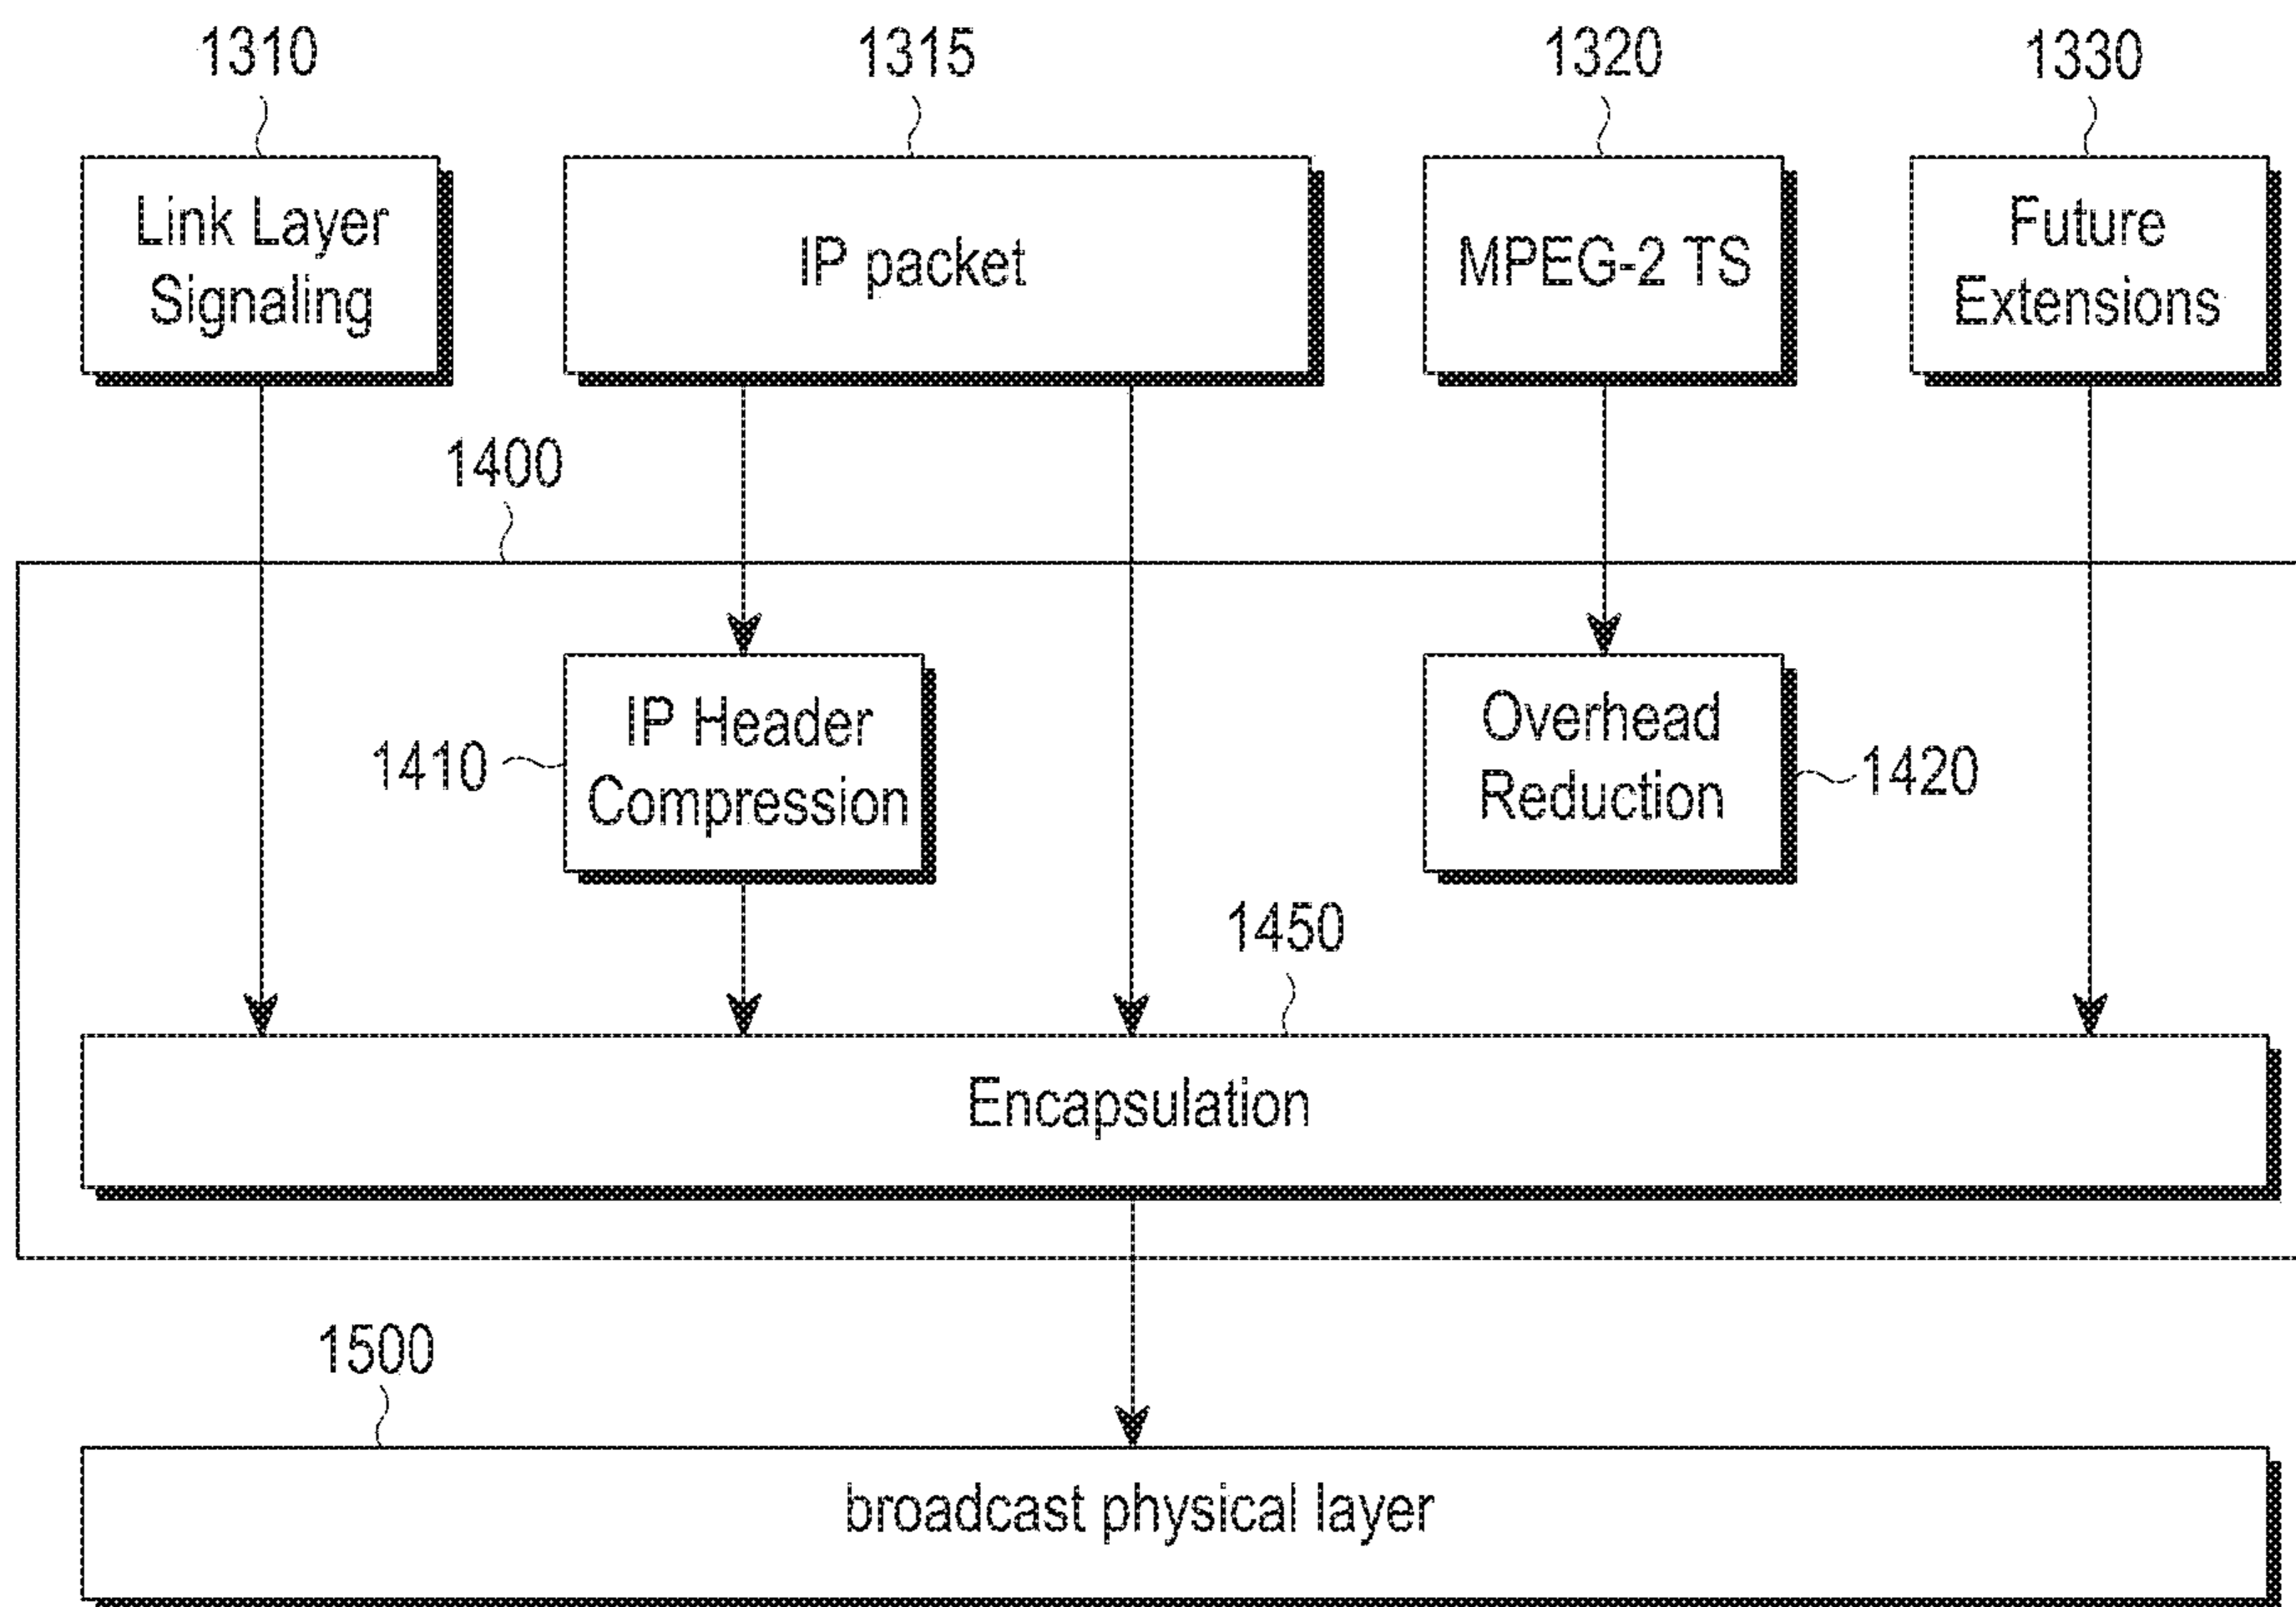 1310
1315
1320
1330
Link Layer
Signaling
IP packet
MPEG-2 TS
Future
Extensions
1400
IP Header
Compression
1410
Overhead
Reduction
1420
1450
Encapsulation
1500
broadcast physical layer